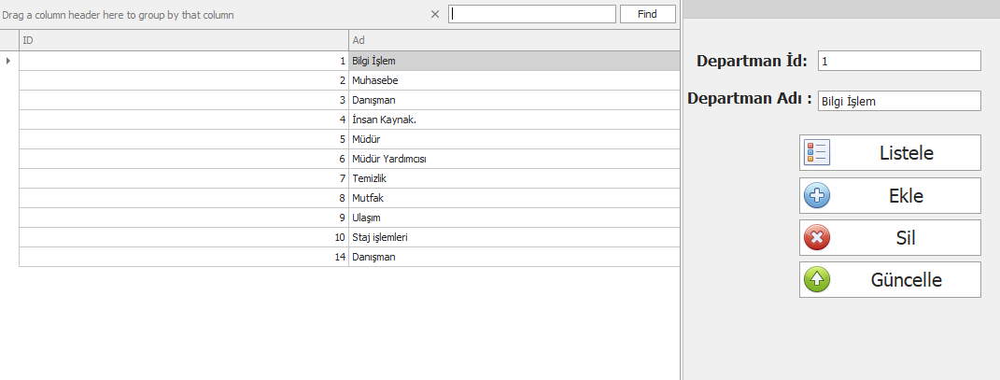 Drag a column header here to group by that column
Find
ID Ad
1 Bilgi İşlem
2 Muhasebe
3 Danışman
4 İnsan Kaynak.
5 Müdür
6 Müdür Yardımcısı
7 Temizlik
8 Mutfak
9 Ulaşım
10 Staj işlemleri
14 Danışman
Departman İd: 1
Departman Adı : Bilgi İşlem
Listele
Ekle
Sil
Güncelle